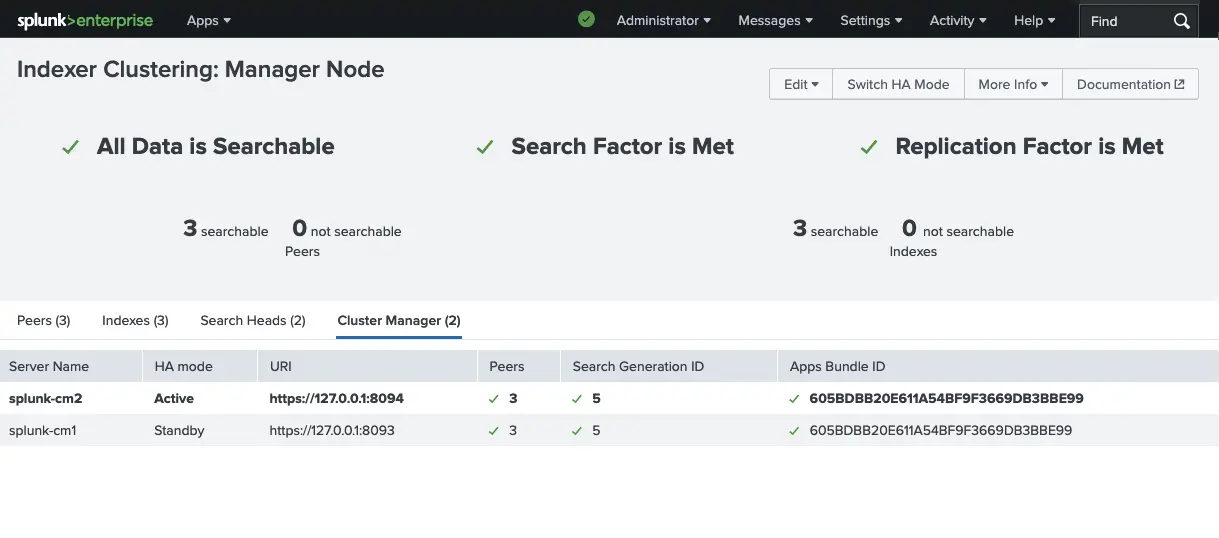 splunk>enterprise Apps Administrator Messages Settings Activity Help Find
Indexer Clustering: Manager Node
Edit Switch HA Mode More Info Documentation
All Data is Searchable Search Factor is Met Replication Factor is Met
3 searchable 0 not searchable 3 searchable 0 not searchable
Peers Indexes
Peers (3) Indexes (3) Search Heads (2) Cluster Manager (2)
Server Name HA mode URI Peers Search Generation ID Apps Bundle ID
splunk-cm2 Active https://127.0.0.1:8094 3 5 605BDBB20E611A54BF9F3669DB3BBE99
splunk-cm1 Standby https://127.0.0.1:8093 3 5 605BDBB20E611A54BF9F3669DB3BBE99